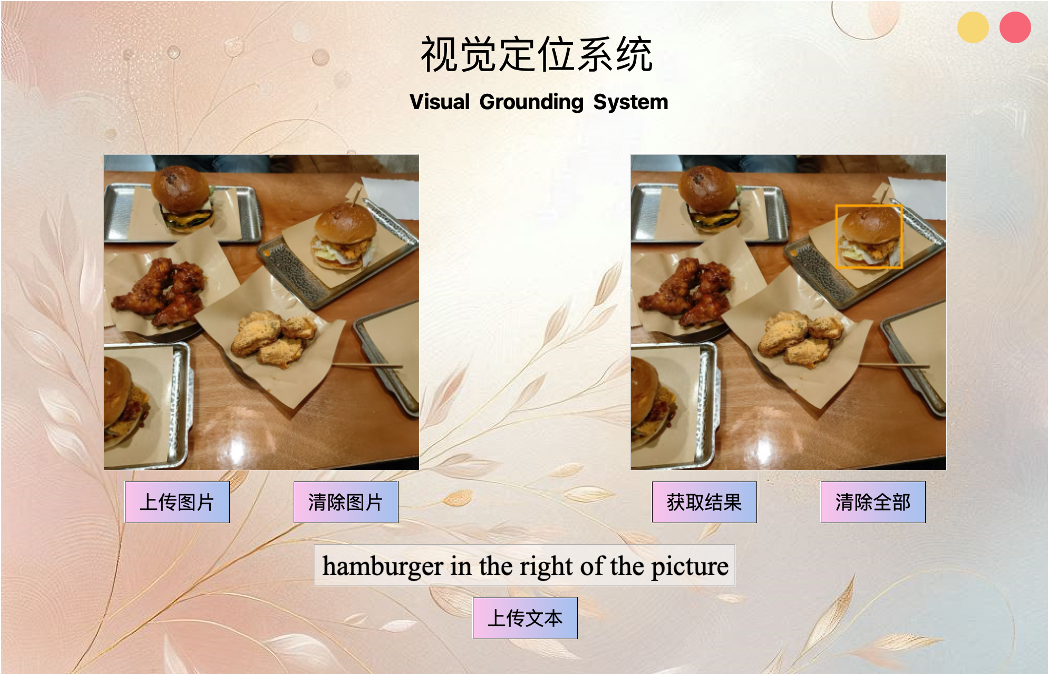 视觉定位系统
Visual Grounding System
上传图片 清除图片 获取结果 清除全部
hamburger in the right of the picture
上传文本